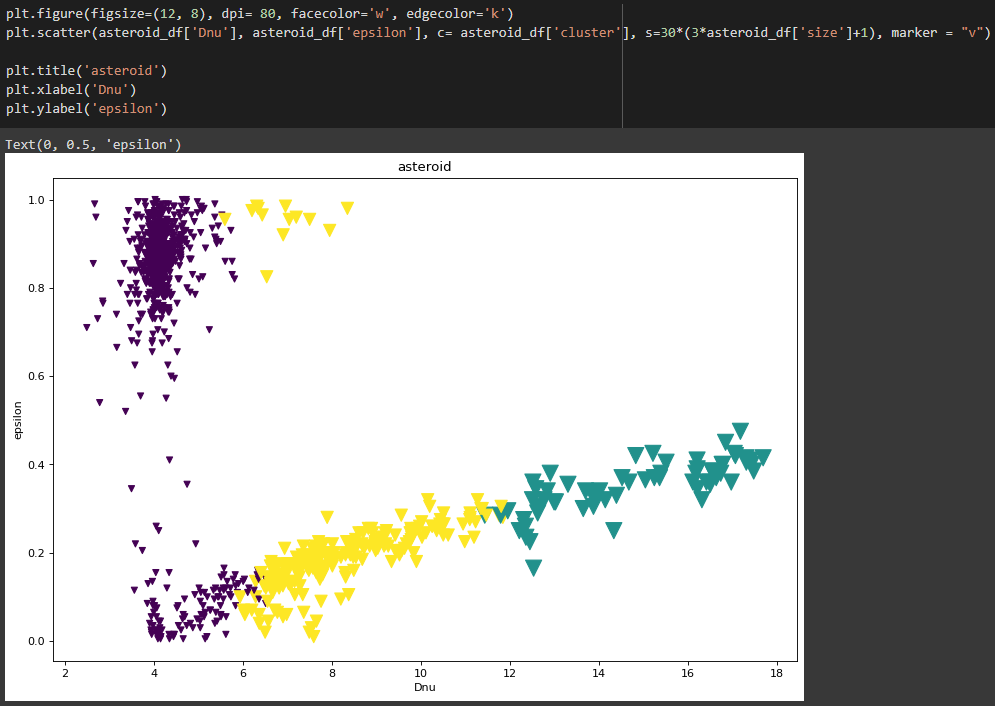 plt.figure(figsize=(12, 8), dpi= 80, facecolor='w', edgecolor='k')
plt.scatter(asteroid_df['Dnu'], asteroid_df['epsilon'], c= asteroid_df['cluster'], s=30*(3*asteroid_df['size']+1), marker = "v")
plt.title('asteroid')
plt.xlabel('Dnu')
plt.ylabel('epsilon')
Text(0, 0.5, 'epsilon')
asteroid
1.0
0.8
0.6
0.4
0.2
0.0
epsilon
2 4 6 8 10 12 14 16 18
Dnu